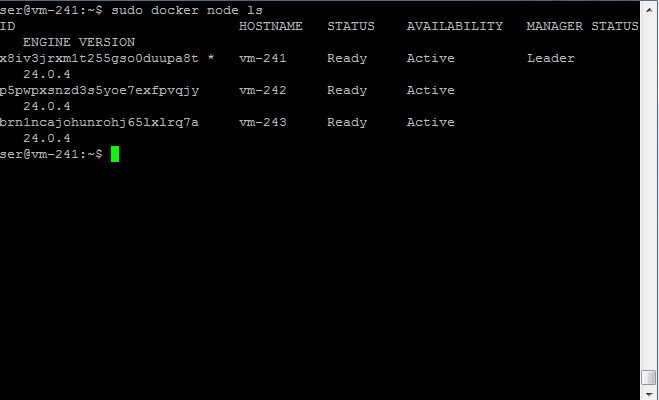 ser@vm-241:~$ sudo docker node ls
ID                            HOSTNAME   STATUS    AVAILABILITY   MANAGER STATUS
   ENGINE VERSION
x8iv3jrxm1t255gso0duupa8t *   vm-241     Ready     Active         Leader
   24.0.4
p5pwpxsnzd3s5yoe7exfpvqjy     vm-242     Ready     Active
   24.0.4
brn1ncajohunrohj65lxlrq7a     vm-243     Ready     Active
   24.0.4
ser@vm-241:~$